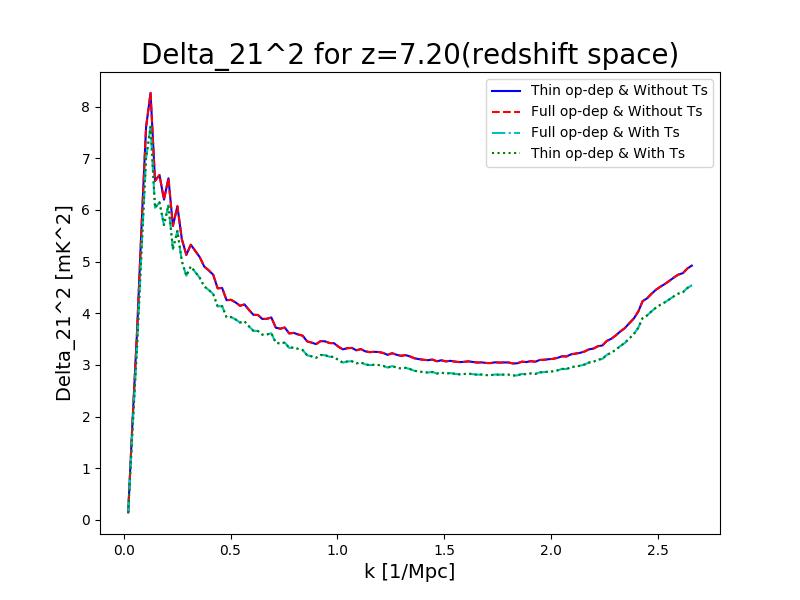 Delta_21^2 for z=7.20(redshift space)
Thin op-dep & Without Ts
Full op-dep & Without Ts
Full op-dep & With Ts
Thin op-dep & With Ts
Delta_21^2 [mK^2]
8
7
6
5
4
3
2
1
0
0.0
0.5
1.0
1.5
2.0
2.5
k [1/Mpc]